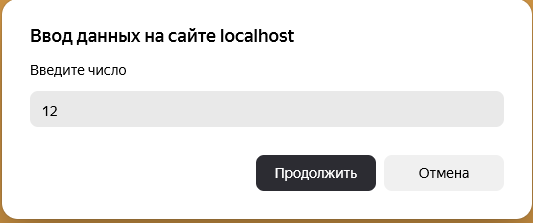 Ввод данных на сайте localhost
Введите число
12
Продолжить
Отмена